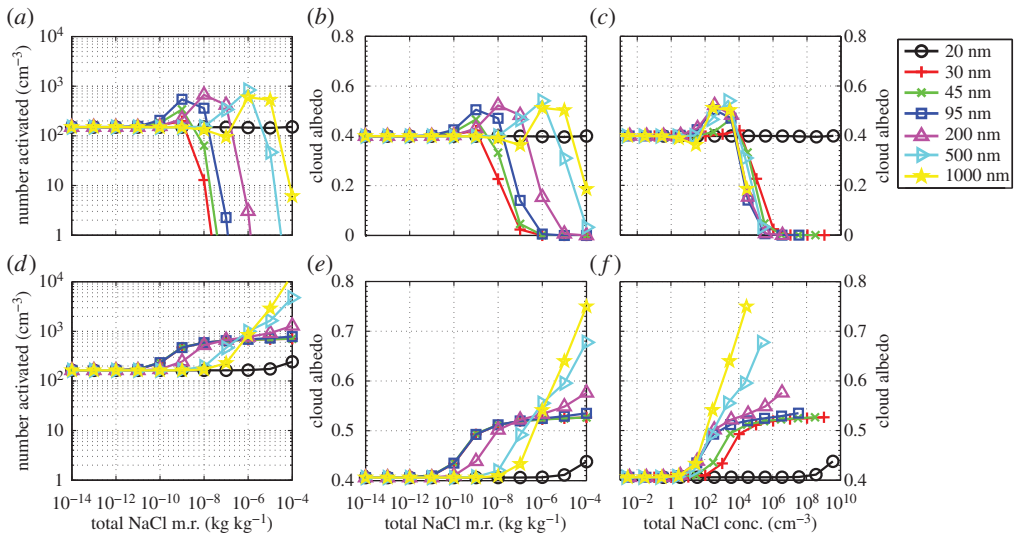 (a) (b) (c)
number activated (cm⁻³) 10⁴ 10³ 10² 10 1
cloud albedo 0.8 0.6 0.4 0.2 0
cloud albedo 0.8 0.6 0.4 0.2 0
20 nm
30 nm
45 nm
95 nm
200 nm
500 nm
1000 nm
(d) (e) (f)
number activated (cm⁻³) 10⁴ 10³ 10² 10 1
cloud albedo 0.8 0.7 0.6 0.5 0.4
cloud albedo 0.8 0.7 0.6 0.5 0.4
10⁻¹⁴ 10⁻¹² 10⁻¹⁰ 10⁻⁸ 10⁻⁶ 10⁻⁴
total NaCl m.r. (kg kg⁻¹)
10⁻¹⁴ 10⁻¹² 10⁻¹⁰ 10⁻⁸ 10⁻⁶ 10⁻⁴
total NaCl m.r. (kg kg⁻¹)
10⁻² 1 10² 10⁴ 10⁶ 10⁸ 10¹⁰
total NaCl conc. (cm⁻³)